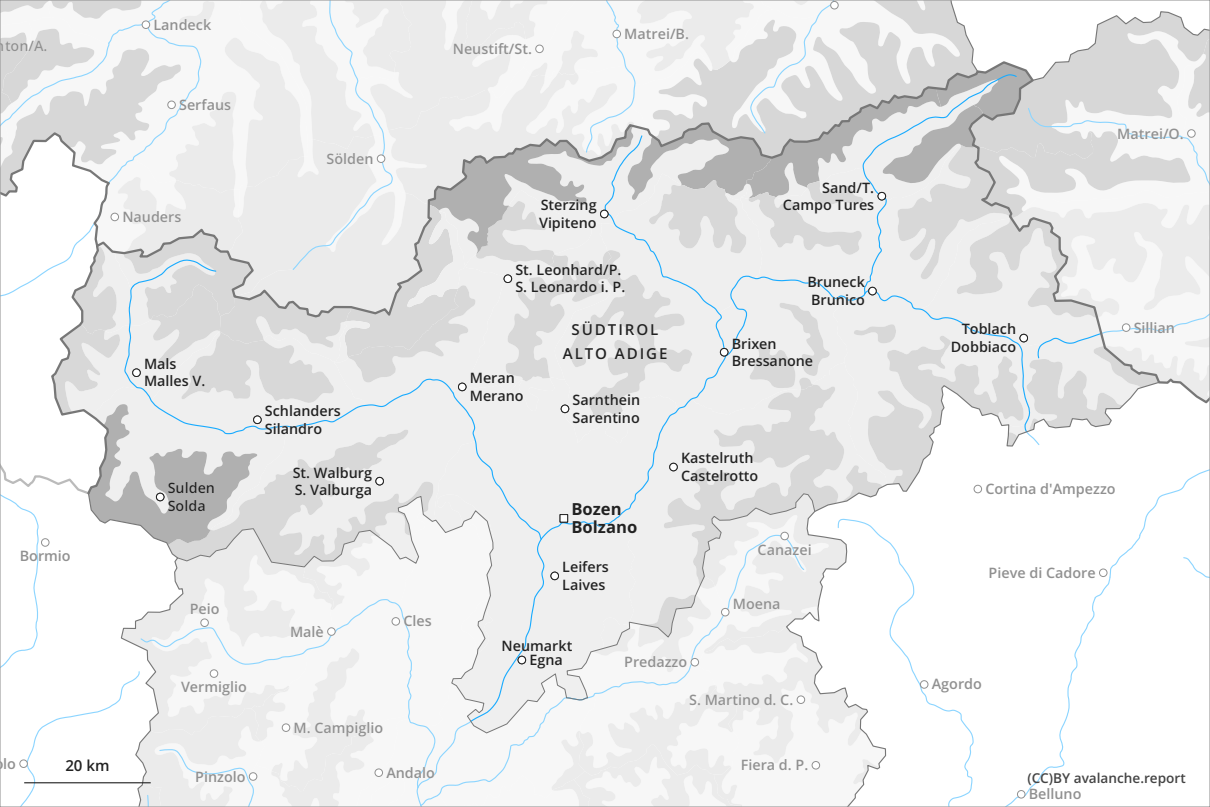 Landeck
Matrei/B.
Neustift/St.
nton/A.
Serfaus
Matrei/O.
Sölden
Sand/T.
Campo Tures
Sterzing
Vipiteno
Nauders
St. Leonhard/P.
S. Leonardo i. P.
Bruneck
Brunico
SÜDTIROL
ALTO ADIGE
Toblach
Dobbiaco
Sillian
Brixen
Bressanone
Mals
Malles V.
Meran
Merano
Sarnthein
Sarentino
Schlanders
Silandro
Kastelruth
Castelrotto
St. Walburg
S. Valburga
Sulden
Solda
Cortina d'Ampezzo
Bozen
Bolzano
Bormio
Canazei
Leifers
Laives
Pieve di Cadore
Peio
Moena
Malè
Cles
Neumarkt
Egna
Predazzo
Vermiglio
Agordo
S. Martino d. C.
M. Campiglio
olo
20 km
Pinzolo
Andalo
Fiera d. P.
(CC)BY avalanche.report
Belluno